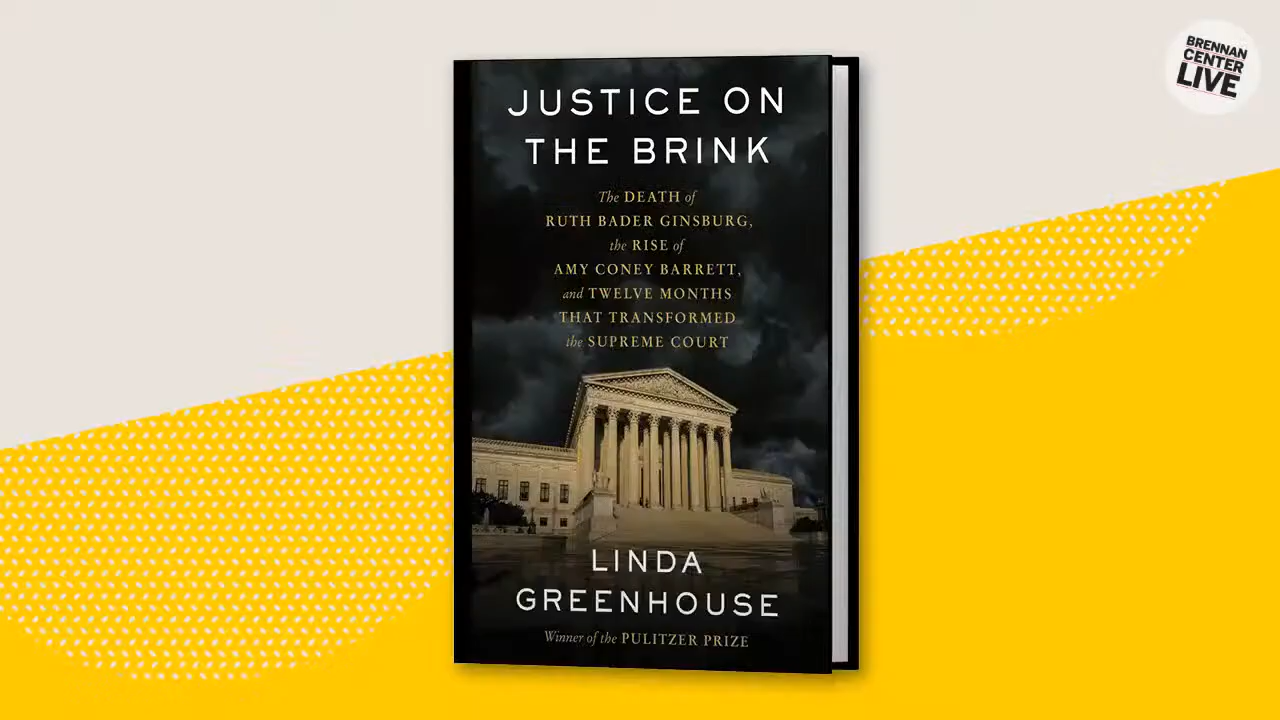 BRENNAN
CENTER
LIVE
JUSTICE ON
THE BRINK
The DEATH of
RUTH BADER GINSBURG,
the RISE of
AMY CONEY BARRETT,
and TWELVE MONTHS
THAT TRANSFORMED
the SUPREME COURT
LINDA
GREENHOUSE
Winner of the PULITZER PRIZE